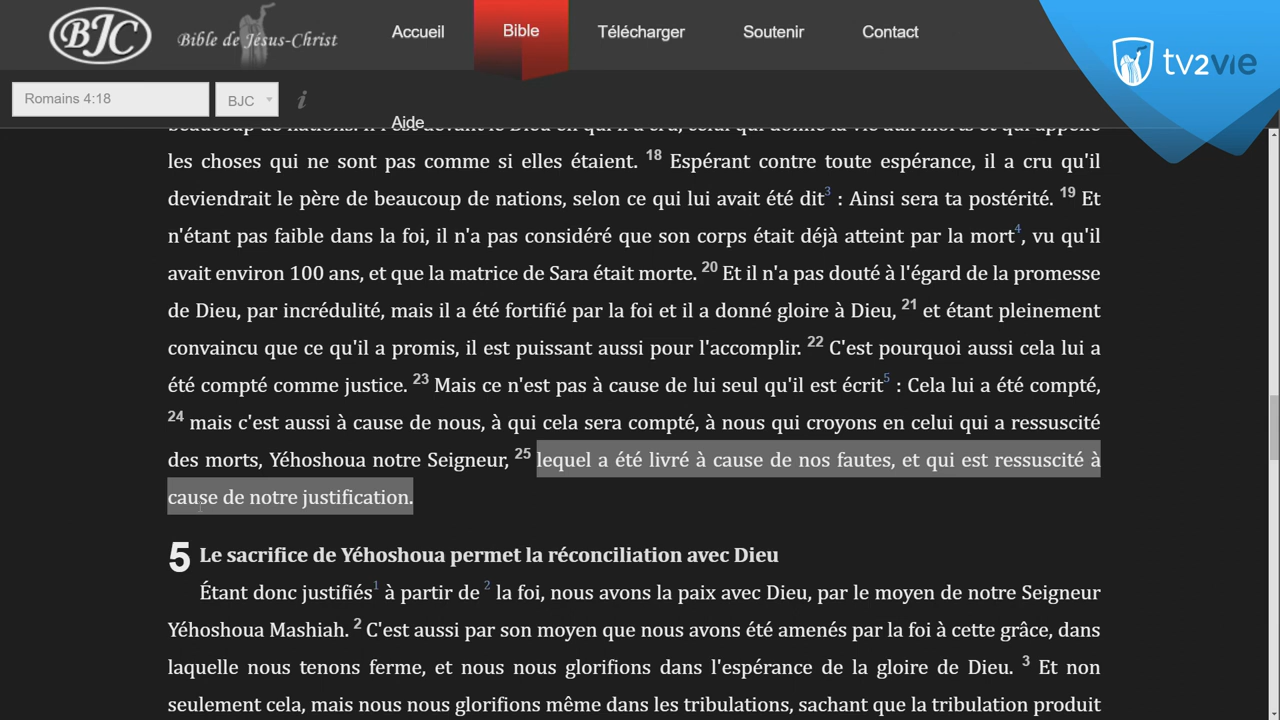 BJC
Bible de Jésus-Christ
Accueil
Bible
Télécharger
Soutenir
Contact
tv2vie
Romains 4:18
BJC
i
Aide
les choses qui ne sont pas comme si elles étaient. 18 Espérant contre toute espérance, il a cru qu'il
deviendrait le père de beaucoup de nations, selon ce qui lui avait été dit3 : Ainsi sera ta postérité. 19 Et
n'étant pas faible dans la foi, il n'a pas considéré que son corps était déjà atteint par la mort4, vu qu'il
avait environ 100 ans, et que la matrice de Sara était morte. 20 Et il n'a pas douté à l'égard de la promesse
de Dieu, par incrédulité, mais il a été fortifié par la foi et il a donné gloire à Dieu, 21 et étant pleinement
convaincu que ce qu'il a promis, il est puissant aussi pour l'accomplir. 22 C'est pourquoi aussi cela lui a
été compté comme justice. 23 Mais ce n'est pas à cause de lui seul qu'il est écrit5 : Cela lui a été compté,
24 mais c'est aussi à cause de nous, à qui cela sera compté, à nous qui croyons en celui qui a ressuscité
des morts, Yéhoshoua notre Seigneur, 25 lequel a été livré à cause de nos fautes, et qui est ressuscité à
cause de notre justification.
5 Le sacrifice de Yéhoshoua permet la réconciliation avec Dieu
Étant donc justifiés1 à partir de 2 la foi, nous avons la paix avec Dieu, par le moyen de notre Seigneur
Yéhoshoua Mashiah. 2 C'est aussi par son moyen que nous avons été amenés par la foi à cette grâce, dans
laquelle nous tenons ferme, et nous nous glorifions dans l'espérance de la gloire de Dieu. 3 Et non
seulement cela, mais nous nous glorifions même dans les tribulations, sachant que la tribulation produit